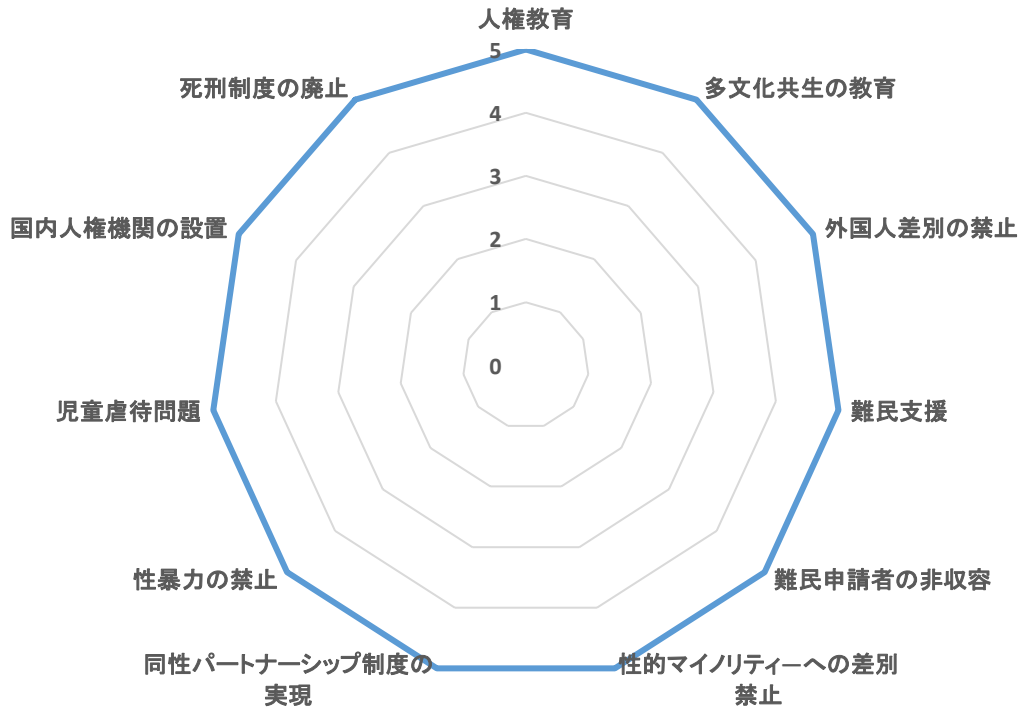 人権教育
5
死刑制度の廃止
多文化共生の教育
4
3
国内人権機関の設置
外国人差別の禁止
2
1
0
児童虐待問題
難民支援
性暴力の禁止
難民申請者の非収容
同性パートナーシップ制度の
実現
性的マイノリティーへの差別
禁止